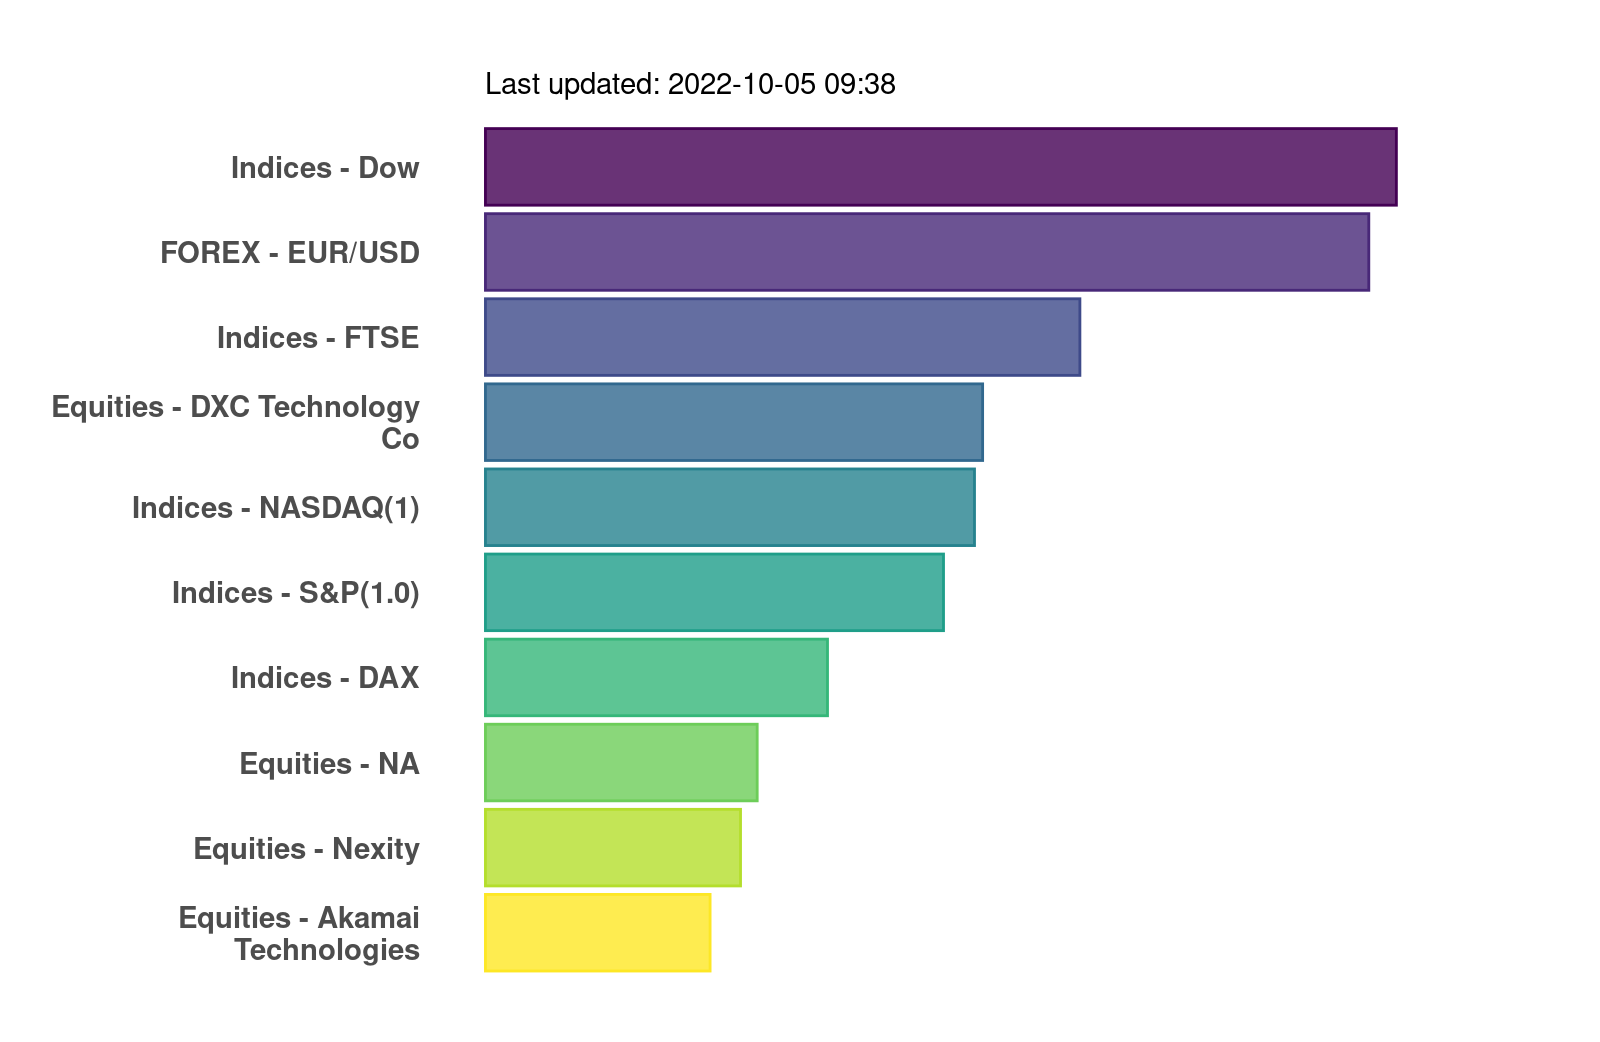 Last updated: 2022-10-05 09:38
Indices - Dow
FOREX - EUR/USD
Indices - FTSE
Equities - DXC Technology
Co
Indices - NASDAQ(1)
Indices - S&P(1.0)
Indices - DAX
Equities - NA
Equities - Nexity
Equities - Akamai
Technologies